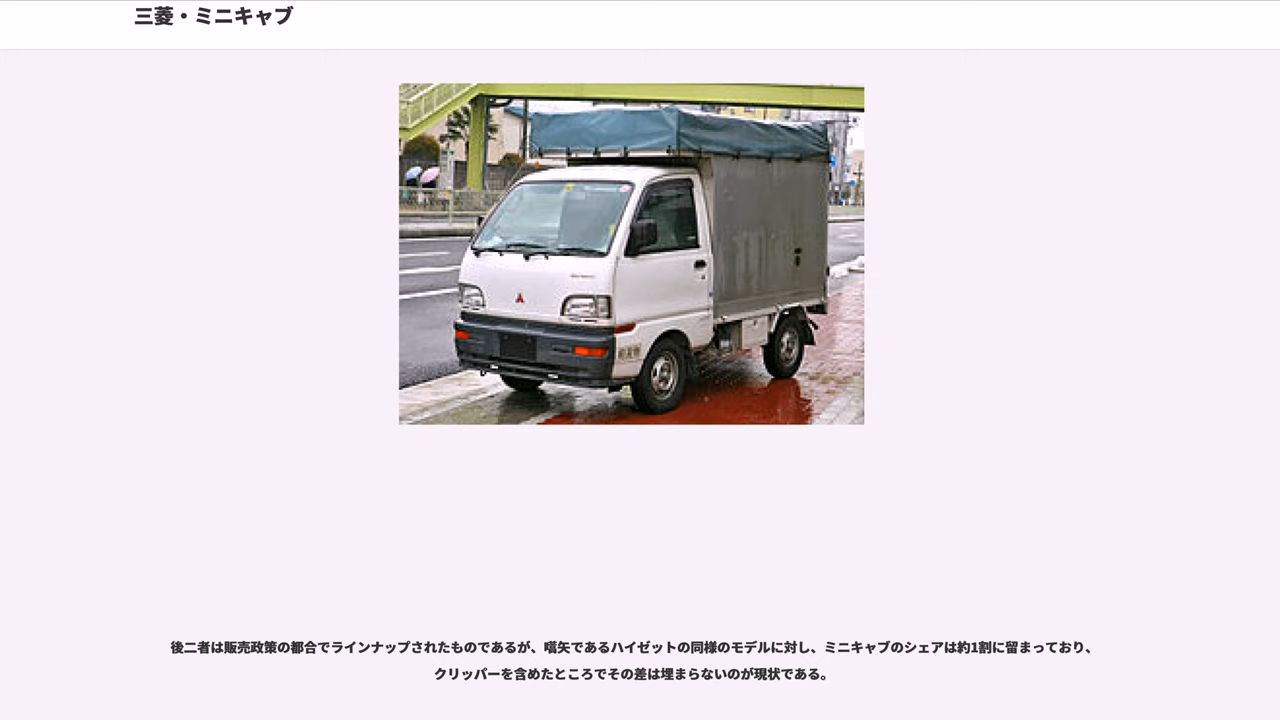 三菱・ミニキャブ
後二者は販売政策の都合でラインナップされたものであるが、嚆矢であるハイゼットの同様のモデルに対し、ミニキャブのシェアは約1割に留まっており、
クリッパーを含めたところでその差は埋まらないのが現状である。